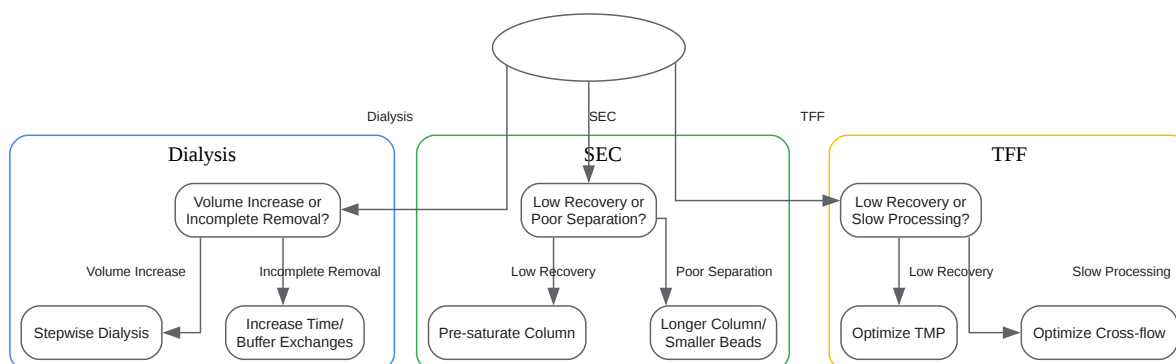 Dialysis
SEC
TFF
Dialysis
SEC
TFF
Volume Increase or
Incomplete Removal?
Low Recovery or
Poor Separation?
Low Recovery or
Slow Processing?
Volume Increase
Incomplete Removal
Low Recovery
Poor Separation
Low Recovery
Slow Processing
Stepwise Dialysis
Increase Time/
Buffer Exchanges
Pre-saturate Column
Longer Column/
Smaller Beads
Optimize TMP
Optimize Cross-flow